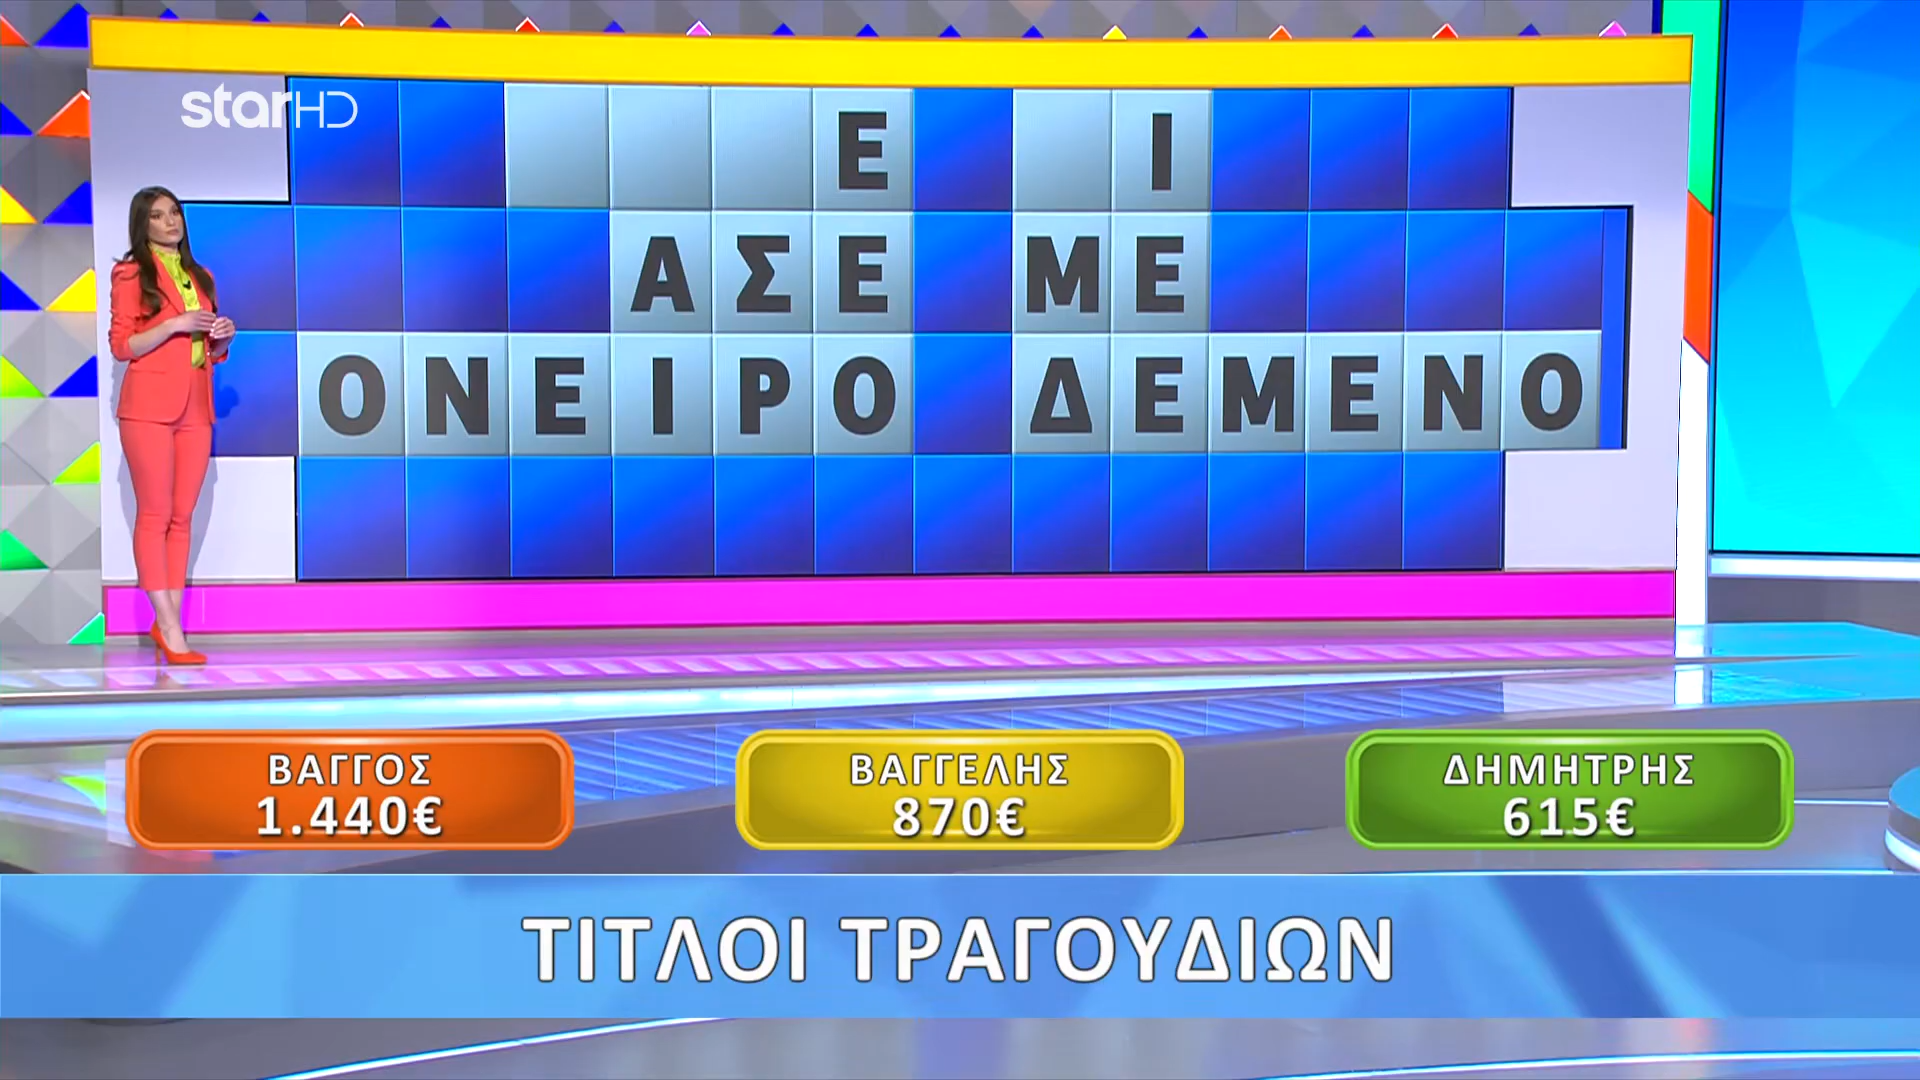 starHD
Ε Ι
ΑΣΕ ΜΕ
ΟΝΕΙΡΟ ΔΕΜΕΝΟ
ΒΑΓΓΟΣ
1.440€
ΒΑΓΓΕΛΗΣ
870€
ΔΗΜΗΤΡΗΣ
615€
ΤΙΤΛΟΙ ΤΡΑΓΟΥΔΙΩΝ